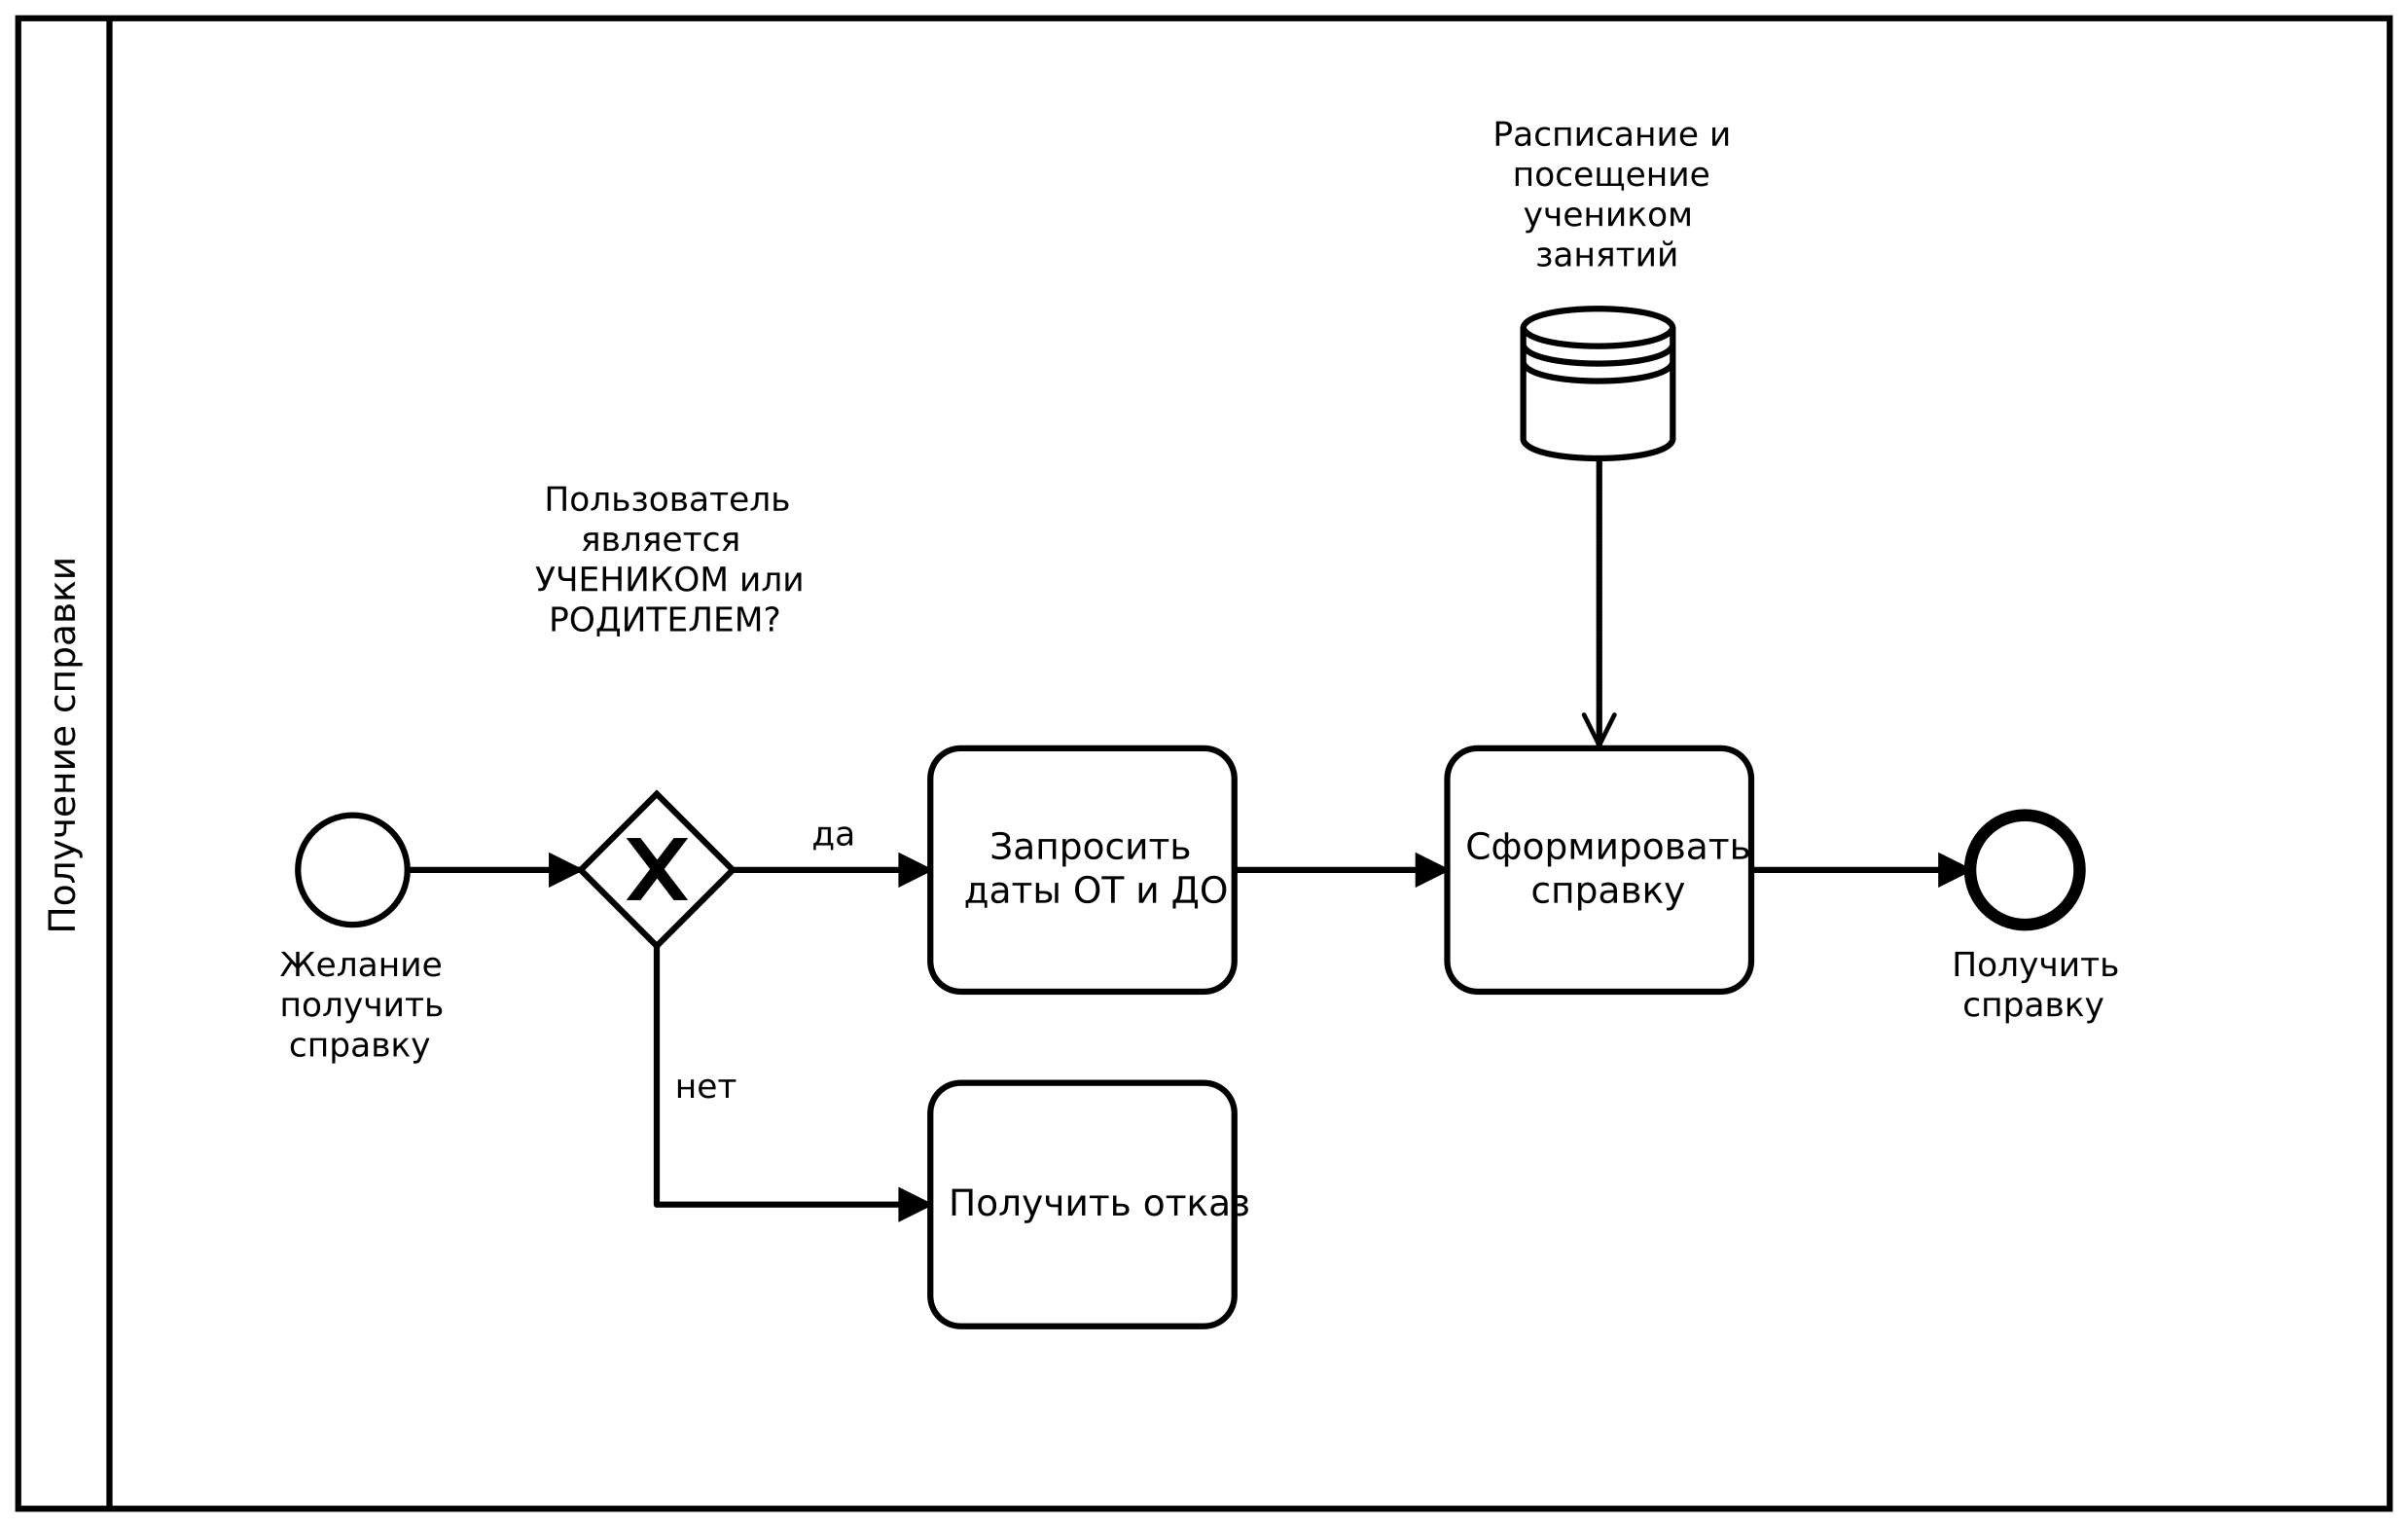 Получение справки
Расписание и
посещение
учеником
занятий
Пользователь
является
УЧЕНИКОМ или
РОДИТЕЛЕМ?
Желание
получить
справку
X
да
нет
Запросить
даты ОТ и ДО
Сформировать
справку
Получить
справку
Получить отказ